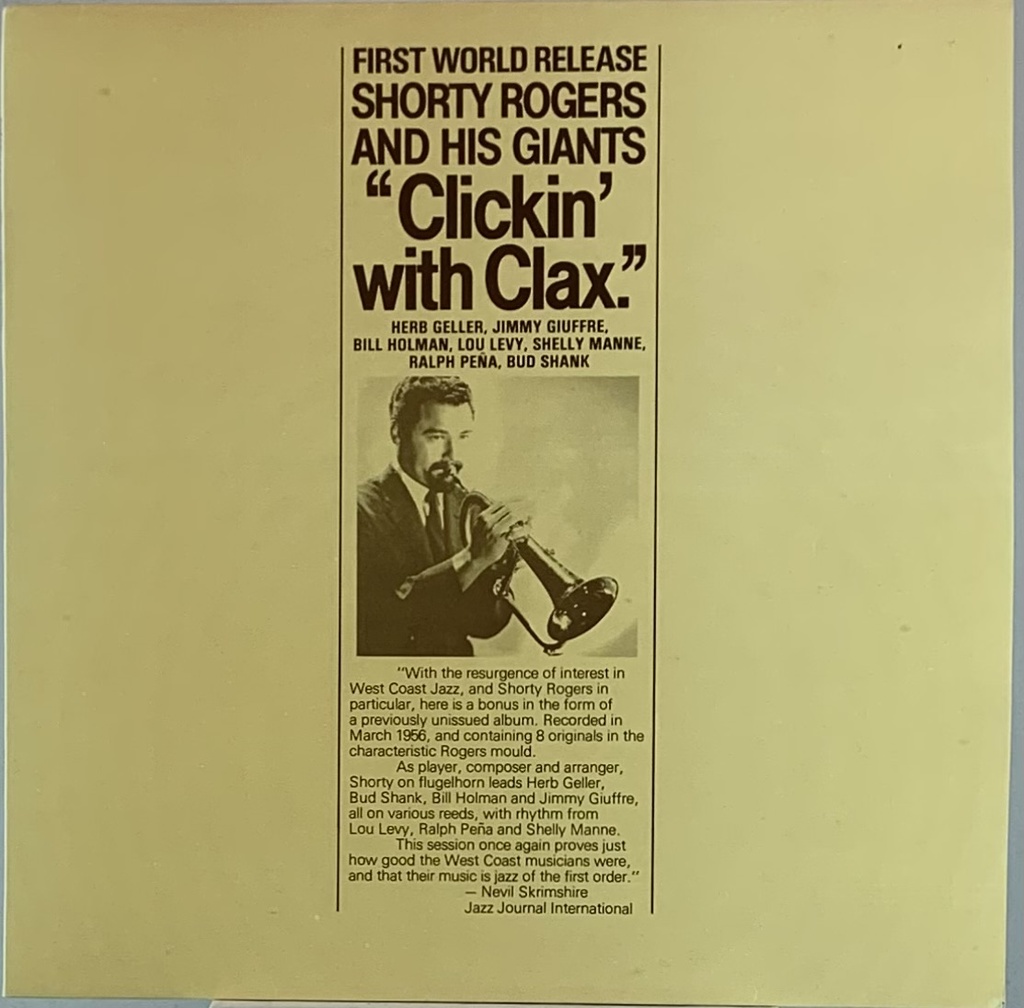 FIRST WORLD RELEASE
SHORTY ROGERS
AND HIS GIANTS
“Clickin’
with Clax.”
HERB GELLER, JIMMY GIUFFRE,
BILL HOLMAN, LOU LEVY, SHELLY MANNE,
RALPH PEÑA, BUD SHANK
“With the resurgence of interest in
West Coast Jazz, and Shorty Rogers in
particular, here is a bonus in the form of
a previously unissued album. Recorded in
March 1956, and containing 8 originals in the
characteristic Rogers mould.
As player, composer and arranger,
Shorty on flugelhorn leads Herb Geller,
Bud Shank, Bill Holman and Jimmy Giuffre,
all on various reeds, with rhythm from
Lou Levy, Ralph Peña and Shelly Manne.
This session once again proves just
how good the West Coast musicians were,
and that their music is jazz of the first order.”
— Nevil Skrimshire
Jazz Journal International